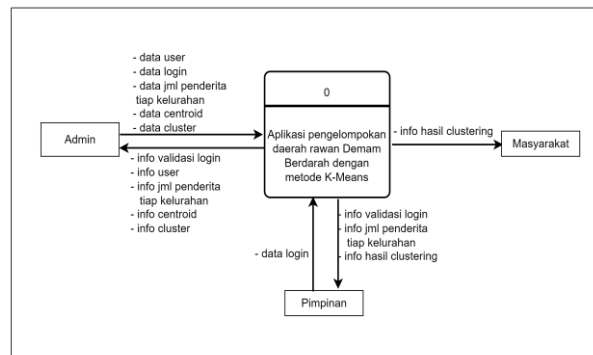 - data user
- data login
- data jml penderita
tiap kelurahan
- data centroid
- data cluster
Admin
- info validasi login
- info user
- info jml penderita
tiap kelurahan
- info centroid
- info cluster
0
Aplikasi pengelompokan
daerah rawan Demam
Berdarah dengan
metode K-Means
- info hasil clustering
Masyarakat
- data login
- info validasi login
- info jml penderita
tiap kelurahan
- info hasil clustering
Pimpinan